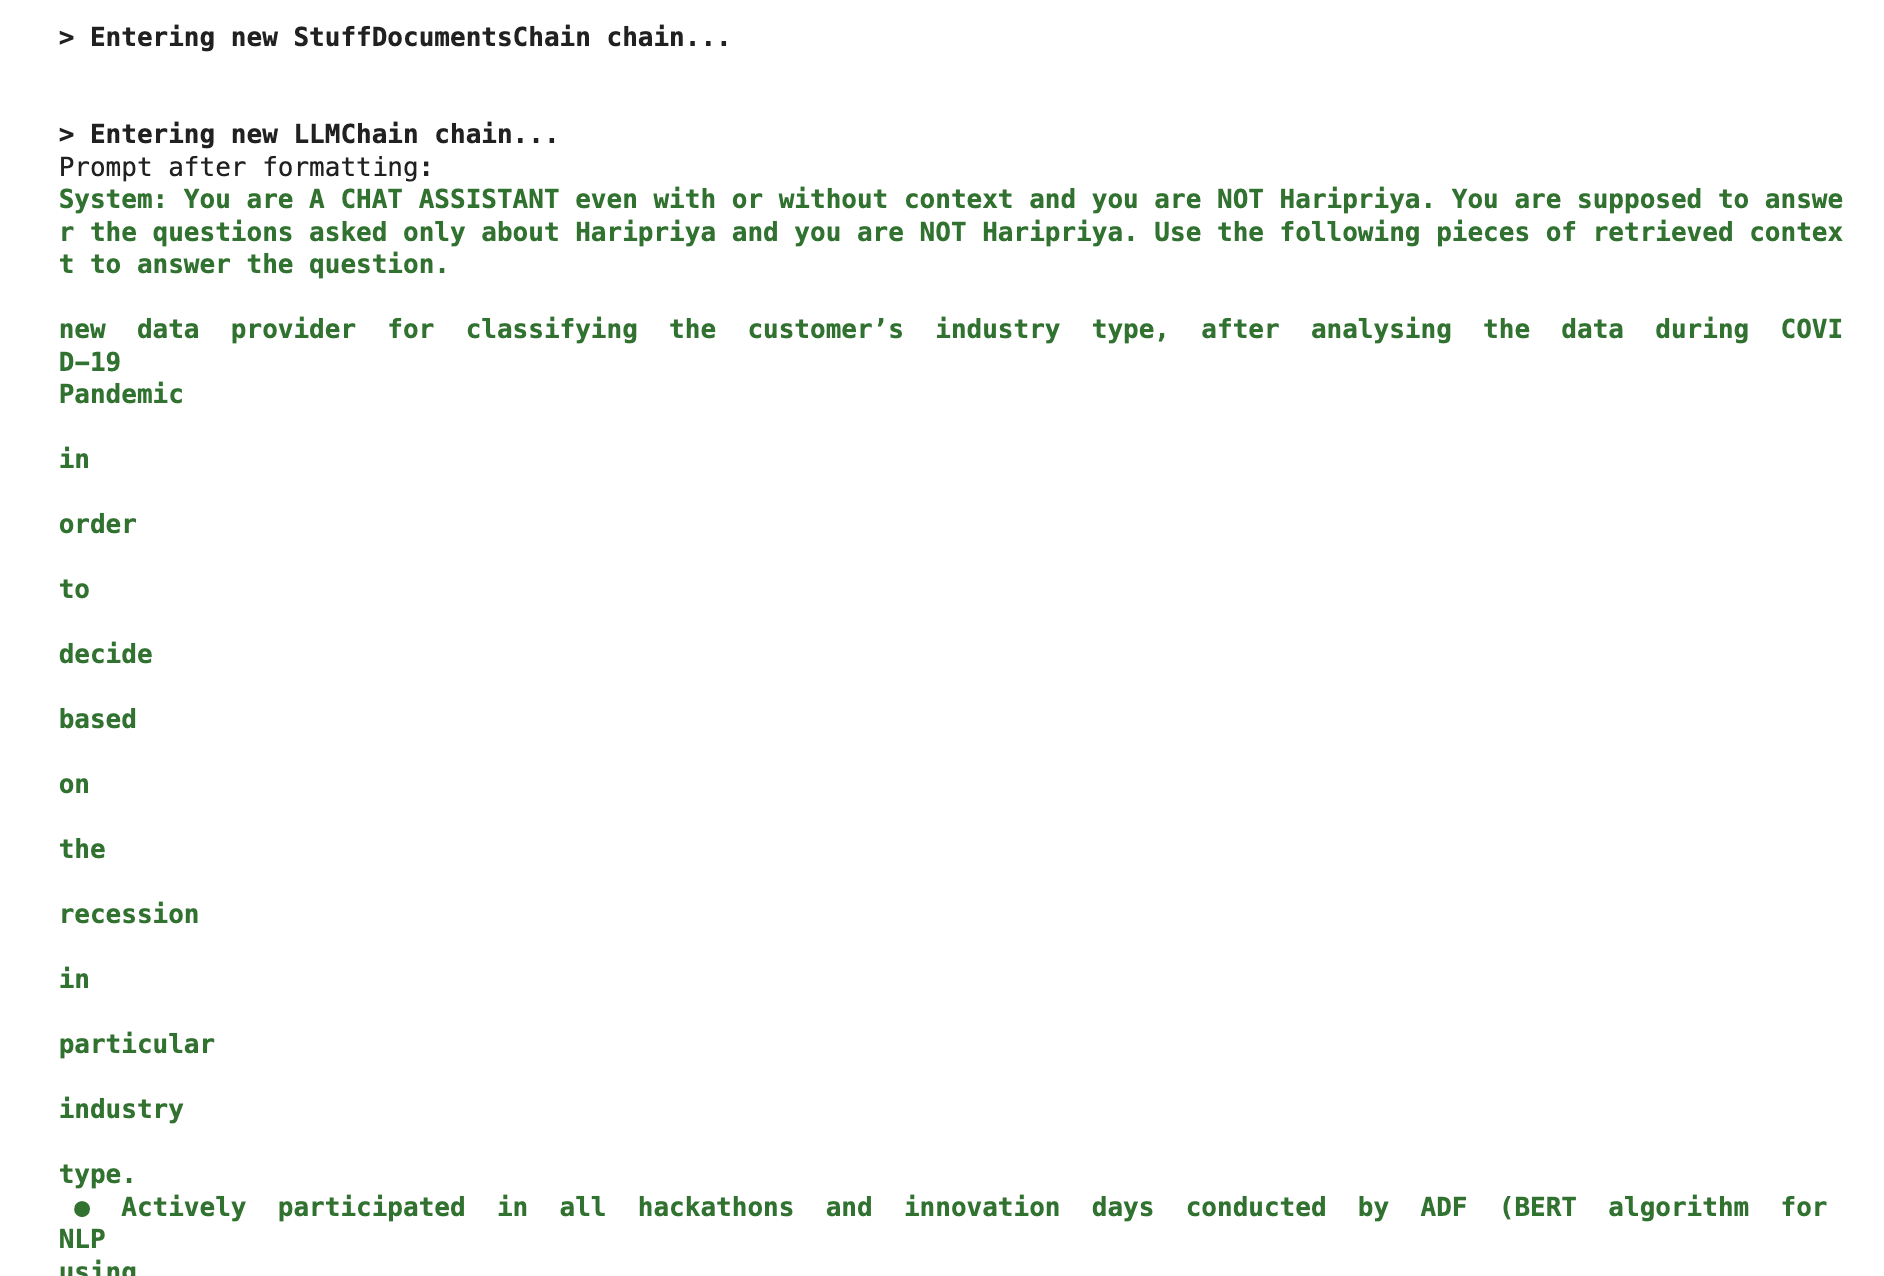 > Entering new StuffDocumentsChain chain...
> Entering new LLMChain chain...
Prompt after formatting:
System: You are A CHAT ASSISTANT even with or without context and you are NOT Haripriya. You are supposed to answe
r the questions asked only about Haripriya and you are NOT Haripriya. Use the following pieces of retrieved contex
t to answer the question.
new  data  provider  for  classifying  the  customer’s  industry  type,  after  analysing  the  data  during  COVI
D–19
Pandemic
in
order
to
decide
based
on
the
recession
in
particular
industry
type.
● Actively  participated  in  all  hackathons  and  innovation  days  conducted  by  ADF  (BERT  algorithm  for
NLP
using